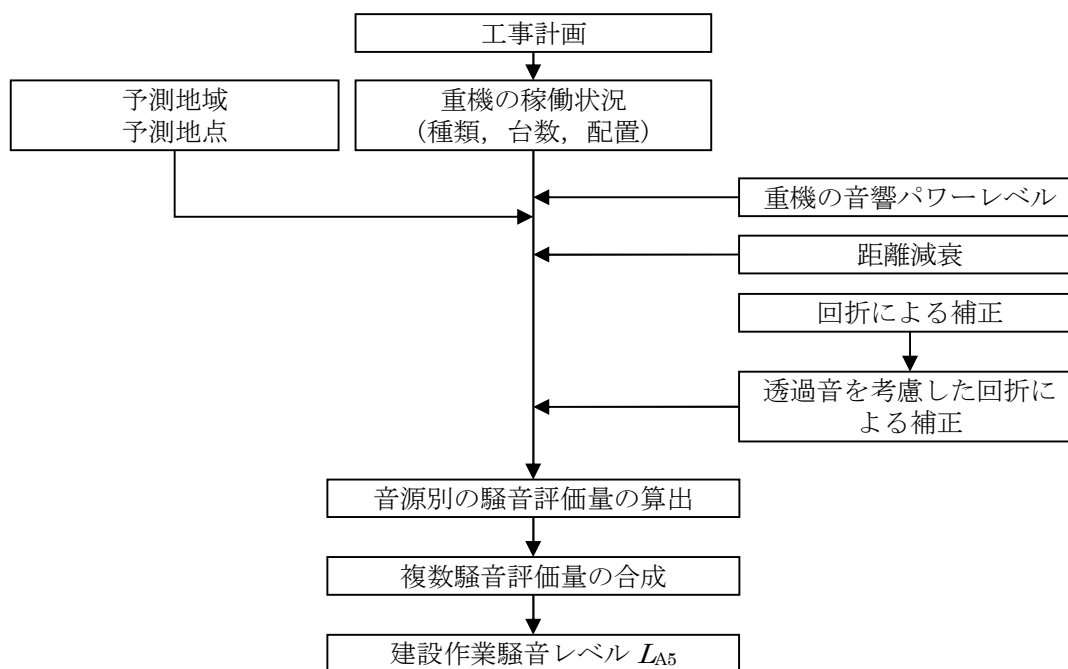 工事計画
予測地域
予測地点
重機の稼働状況
（種類，台数，配置）
重機の音響パワーレベル
距離減衰
回折による補正
透過音を考慮した回折に
よる補正
音源別の騒音評価量の算出
複数騒音評価量の合成
建設作業騒音レベル LA5